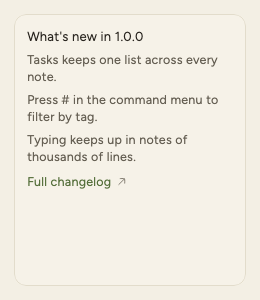 What's new in 1.0.0
Tasks keeps one list across every
note.
Press # in the command menu to
filter by tag.
Typing keeps up in notes of
thousands of lines.
Full changelog ↗